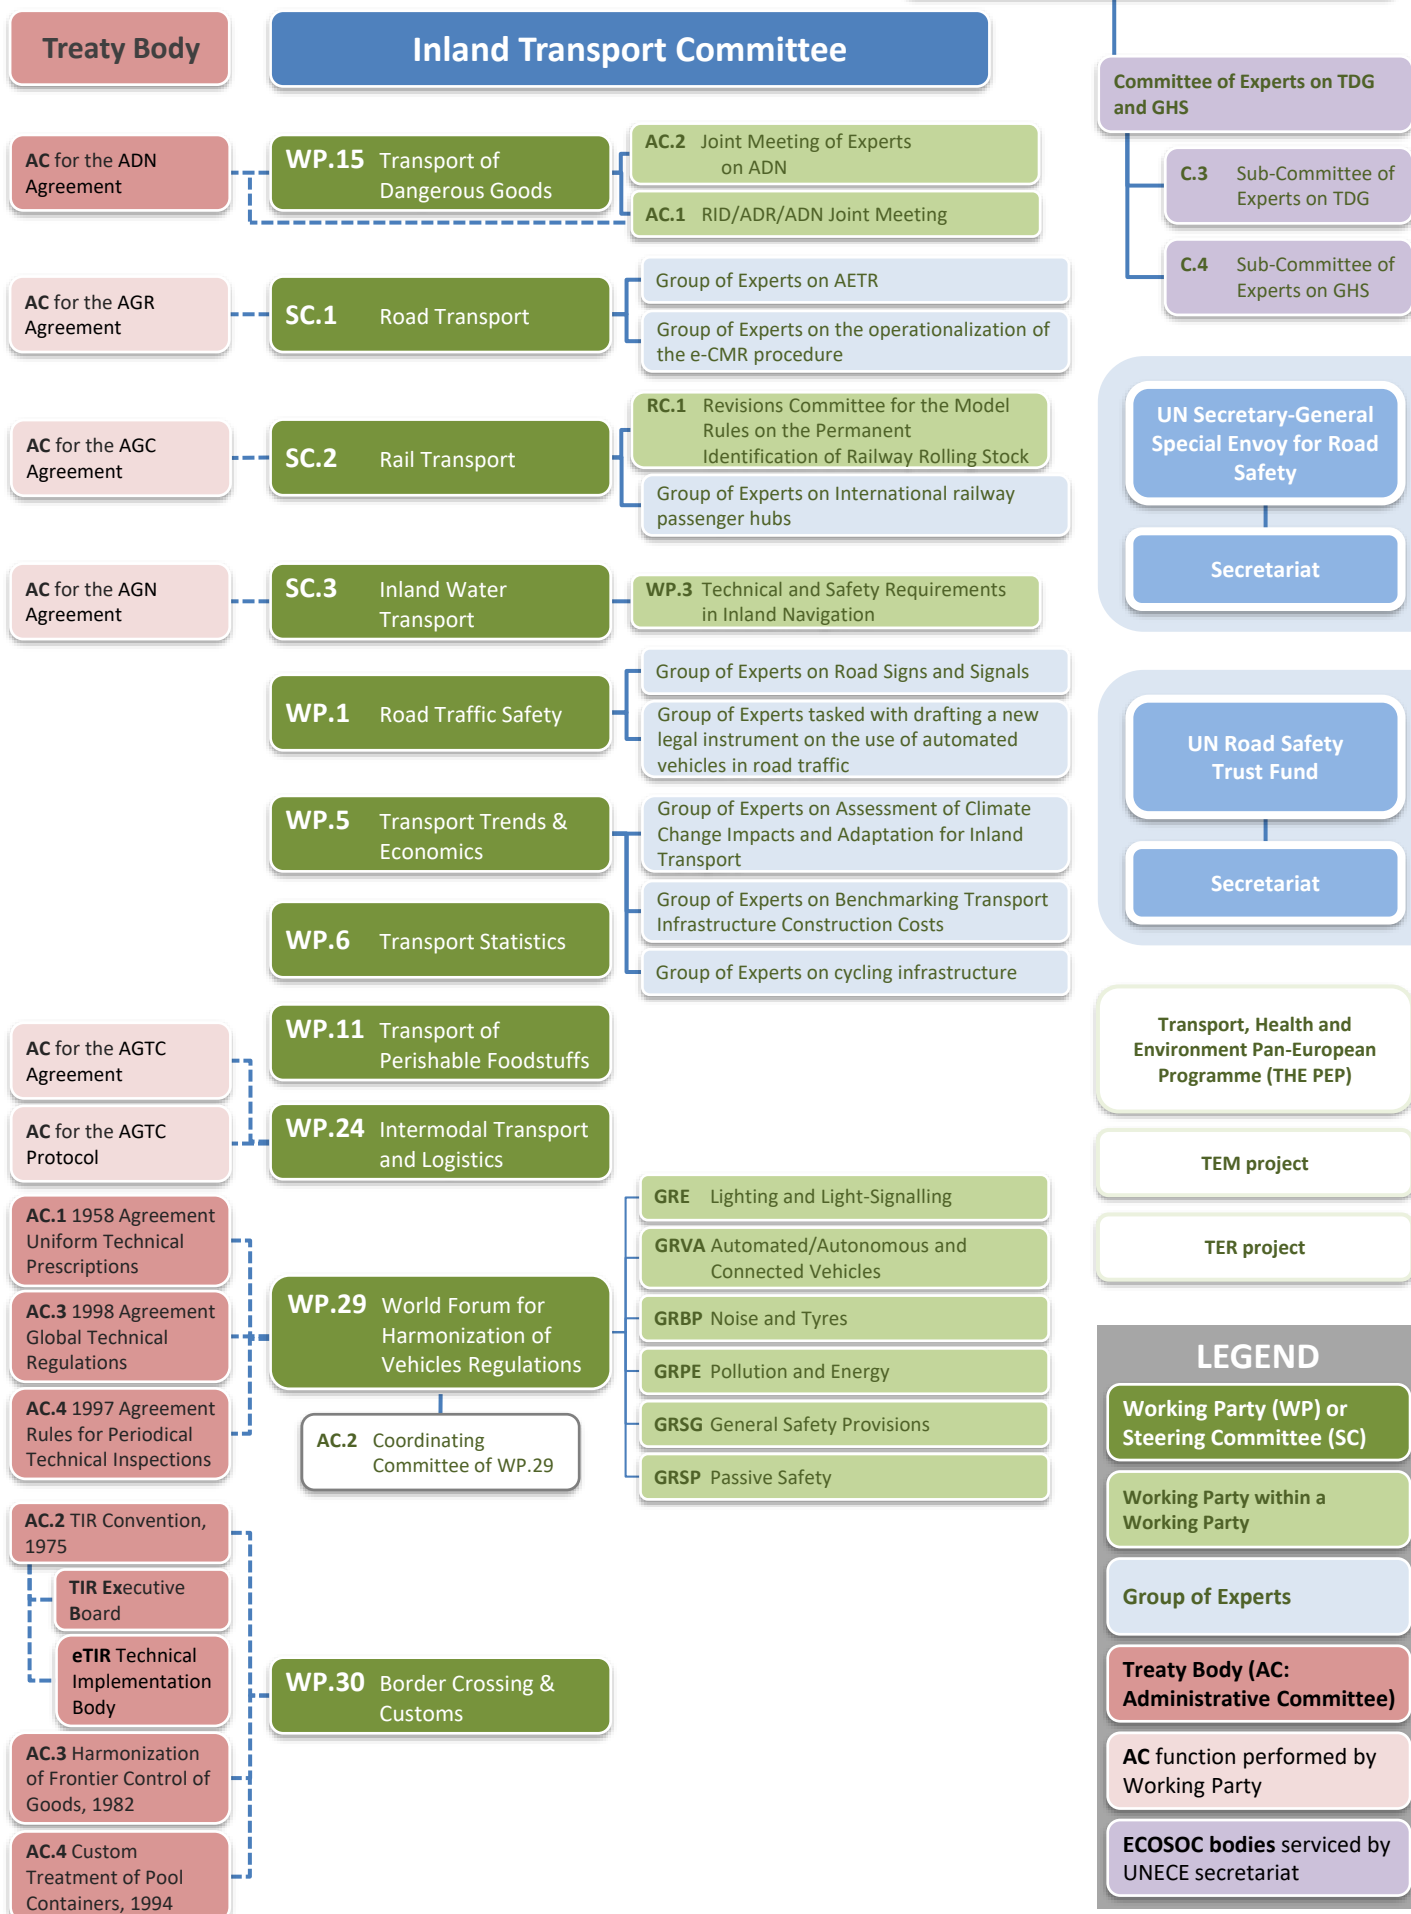 Treaty Body
Inland Transport Committee
AC for the ADN
Agreement
WP.15 Transport of
Dangerous Goods
AC.2 Joint Meeting of Experts
on ADN
AC.1 RID/ADR/ADN Joint Meeting
AC for the AGR
Agreement
SC.1 Road Transport
Group of Experts on AETR
Group of Experts on the operationalization of
the e-CMR procedure
AC for the AGC
Agreement
SC.2 Rail Transport
RC.1 Revisions Committee for the Model
Rules on the Permanent
Identification of Railway Rolling Stock
Group of Experts on International railway
passenger hubs
AC for the AGN
Agreement
SC.3 Inland Water
Transport
WP.3 Technical and Safety Requirements
in Inland Navigation
WP.1 Road Traffic Safety
Group of Experts on Road Signs and Signals
Group of Experts tasked with drafting a new
legal instrument on the use of automated
vehicles in road traffic
WP.5 Transport Trends &
Economics
Group of Experts on Assessment of Climate
Change Impacts and Adaptation for Inland
Transport
Group of Experts on Benchmarking Transport
Infrastructure Construction Costs
Group of Experts on cycling infrastructure
WP.6 Transport Statistics
WP.11 Transport of
Perishable Foodstuffs
AC for the AGTC
Agreement
AC for the AGTC
Protocol
WP.24 Intermodal Transport
and Logistics
AC.1 1958 Agreement
Uniform Technical
Prescriptions
AC.3 1998 Agreement
Global Technical
Regulations
AC.4 1997 Agreement
Rules for Periodical
Technical Inspections
WP.29 World Forum for
Harmonization of
Vehicles Regulations
AC.2 Coordinating
Committee of WP.29
GRE Lighting and Light-Signalling
GRVA Automated/Autonomous and
Connected Vehicles
GRBP Noise and Tyres
GRPE Pollution and Energy
GRSG General Safety Provisions
GRSP Passive Safety
AC.2 TIR Convention,
1975
TIR Executive
Board
eTIR Technical
Implementation
Body
AC.3 Harmonization
of Frontier Control of
Goods, 1982
AC.4 Custom
Treatment of Pool
Containers, 1994
WP.30 Border Crossing &
Customs
Committee of Experts on TDG
and GHS
C.3 Sub-Committee of
Experts on TDG
C.4 Sub-Committee of
Experts on GHS
UN Secretary-General
Special Envoy for Road
Safety
Secretariat
UN Road Safety
Trust Fund
Secretariat
Transport, Health and
Environment Pan-European
Programme (THE PEP)
TEM project
TER project
LEGEND
Working Party (WP) or
Steering Committee (SC)
Working Party within a
Working Party
Group of Experts
Treaty Body (AC:
Administrative Committee)
AC function performed by
Working Party
ECOSOC bodies serviced by
UNECE secretariat